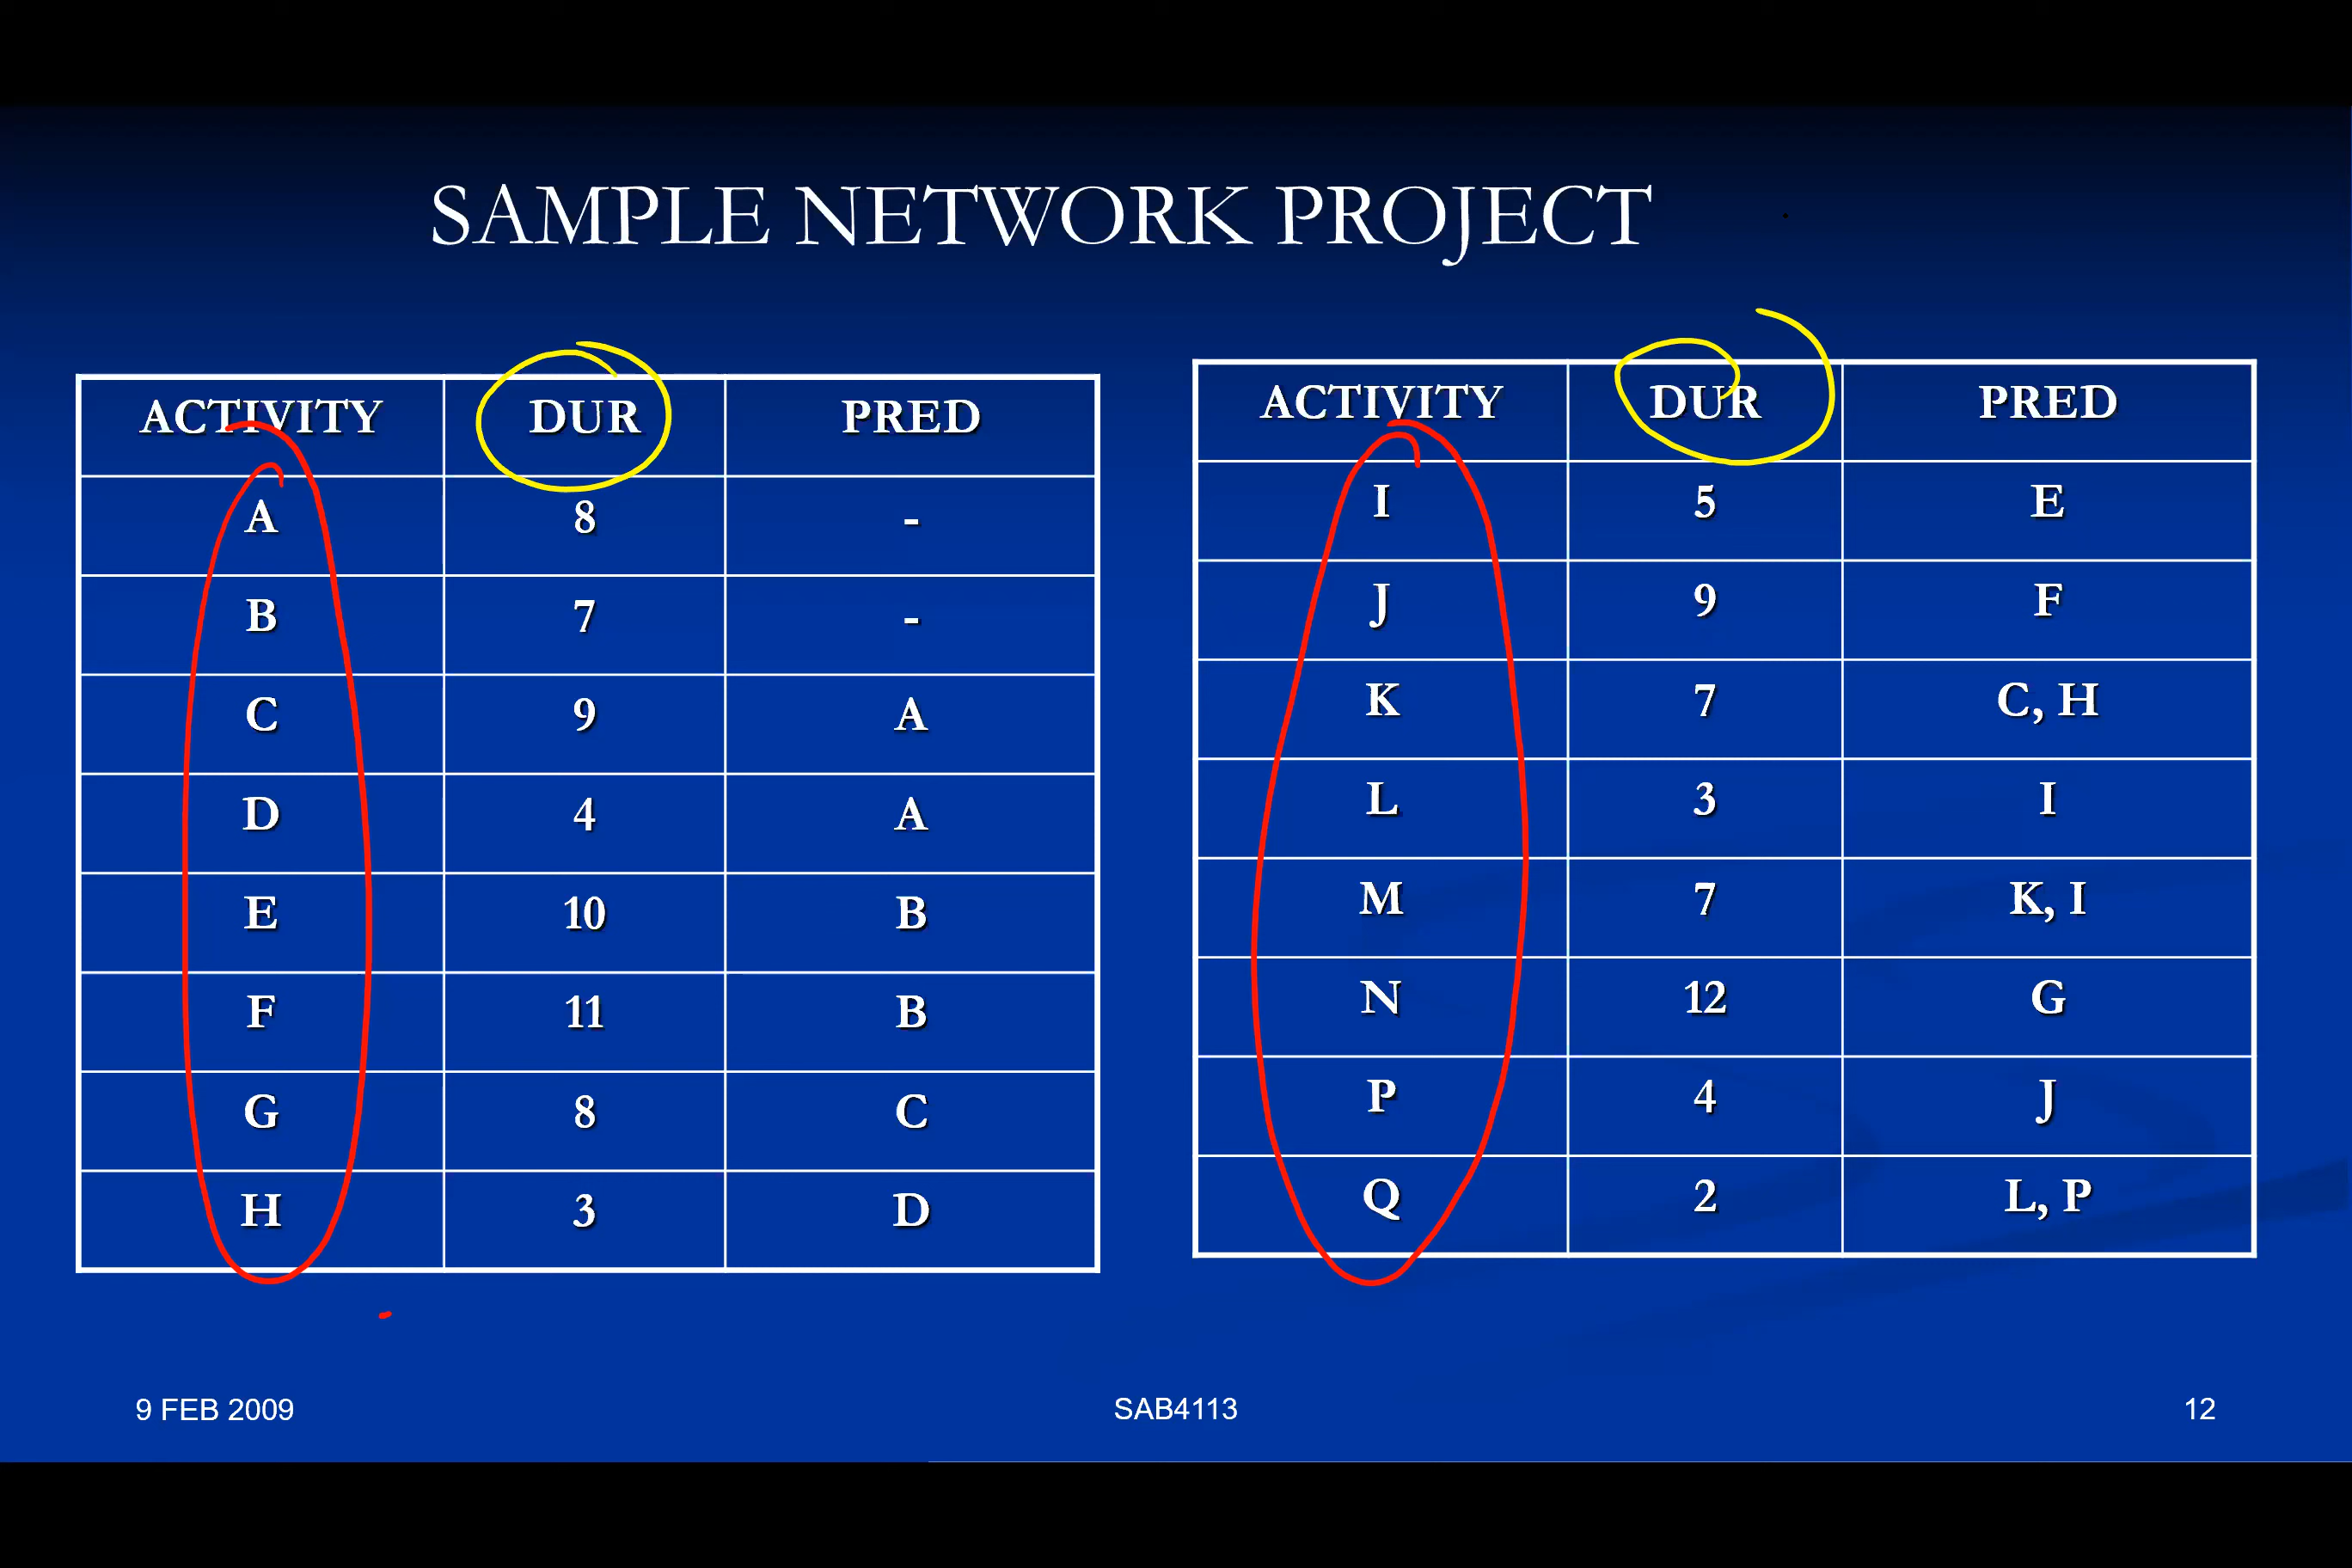 SAMPLE NETWORK PROJECT
ACTIVITY DUR PRED
A 8 -
B 7 -
C 9 A
D 4 A
E 10 B
F 11 B
G 8 C
H 3 D
ACTIVITY DUR PRED
I 5 E
J 9 F
K 7 C, H
L 3 I
M 7 K, I
N 12 G
P 4 J
Q 2 L, P
9 FEB 2009 SAB4113 12